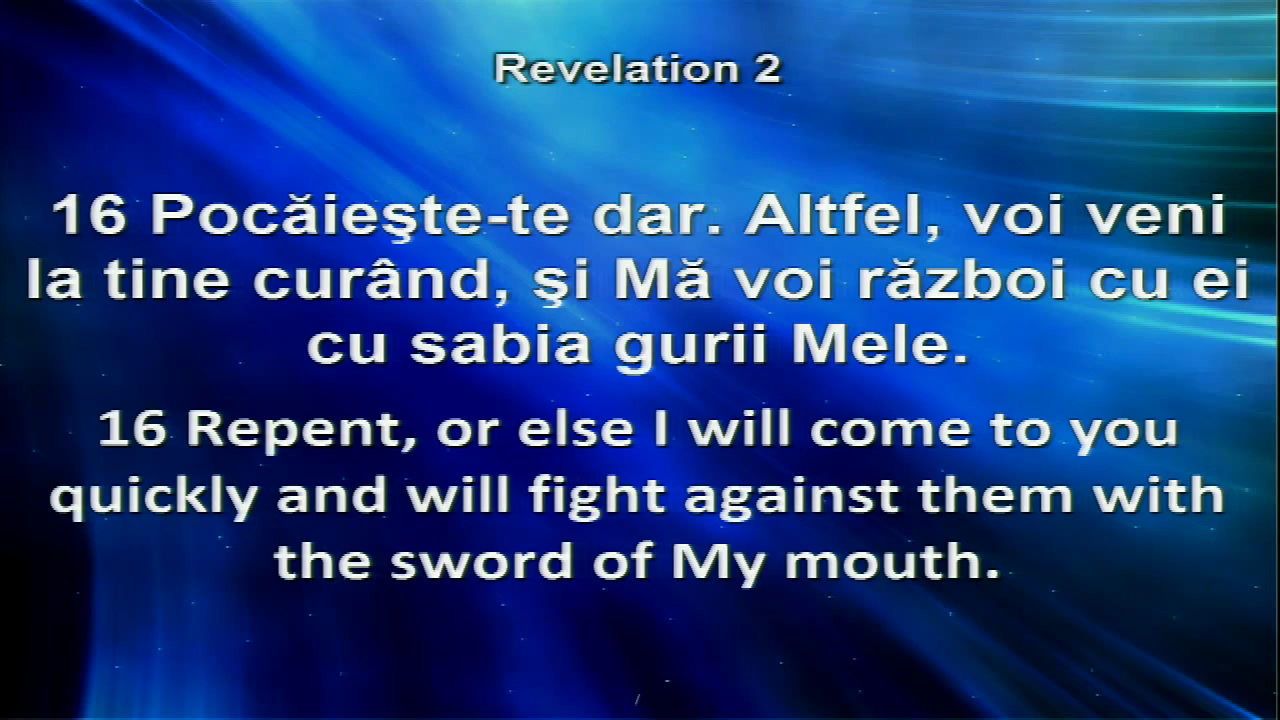 Revelation 2
16 Pocăieşte-te dar. Altfel, voi veni
la tine curând, şi Mă voi război cu ei
cu sabia gurii Mele.
16 Repent, or else I will come to you
quickly and will fight against them with
the sword of My mouth.